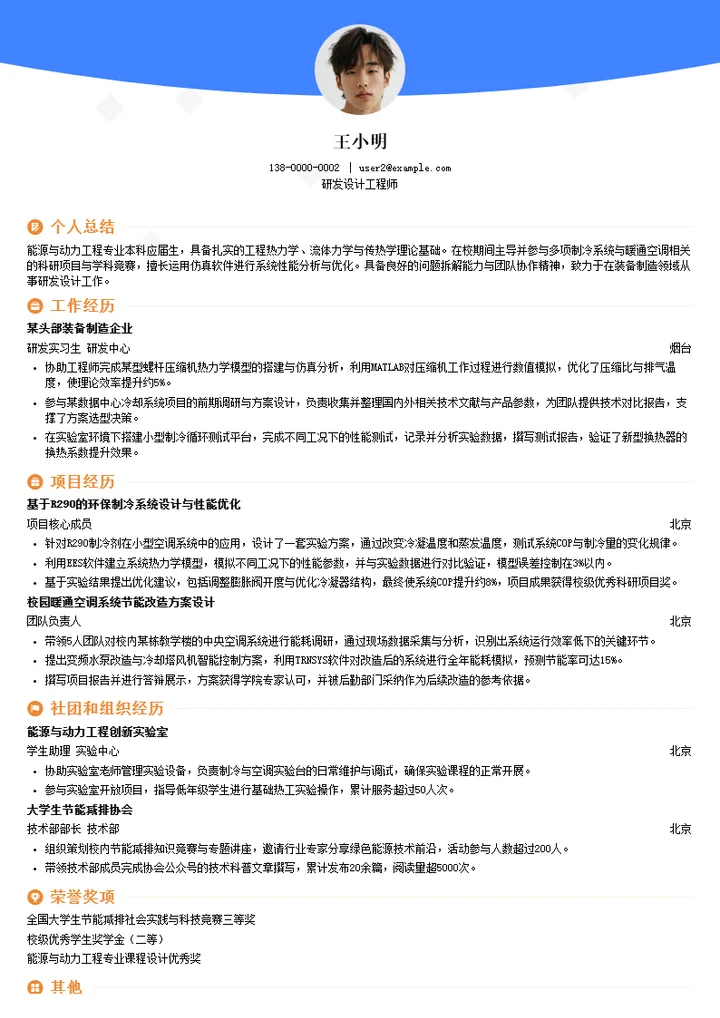 王小明
138-0000-0002 | user2@example.com
研发设计工程师
个人总结
能源与动力工程专业本科应届生，具备扎实的工程热力学、流体力学与传热学理论基础。在校期间主导并参与多项制冷系统与暖通空调相关
的科研项目与学科竞赛，擅长运用仿真软件进行系统性能分析与优化。具备良好的问题拆解能力与团队协作精神，致力于在装备制造领域从
事研发设计工作。
工作经历
某头部装备制造企业
研发实习生 研发中心 烟台
• 协助工程师完成某型螺杆压缩机热力学模型的搭建与仿真分析，利用MATLAB对压缩机工作过程进行数值模拟，优化了压缩比与排气温
度，使理论效率提升约5%。
• 参与某数据中心冷却系统项目的前期调研与方案设计，负责收集并整理国内外相关技术文献与产品参数，为团队提供技术对比报告，支
撑了方案选型决策。
• 在实验室环境下搭建小型制冷循环测试平台，完成不同工况下的性能测试，记录并分析实验数据，撰写测试报告，验证了新型换热器的
换热系数提升效果。
项目经历
基于R290的环保制冷系统设计与性能优化
项目核心成员 北京
• 针对R290制冷剂在小型空调系统中的应用，设计了一套实验方案，通过改变冷凝温度和蒸发温度，测试系统COP与制冷量的变化规律。
• 利用EES软件建立系统热力学模型，模拟不同工况下的性能参数，并与实验数据进行对比验证，模型误差控制在3%以内。
• 基于实验结果提出优化建议，包括调整膨胀阀开度与优化冷凝器结构，最终使系统COP提升约8%，项目成果获得校级优秀科研项目奖。
校园暖通空调系统节能改造方案设计
团队负责人 北京
• 带领5人团队对校内某栋教学楼的中央空调系统进行能耗调研，通过现场数据采集与分析，识别出系统运行效率低下的关键环节。
• 提出变频水泵改造与冷却塔风机智能控制方案，利用TRNSYS软件对改造后的系统进行全年能耗模拟，预测节能率可达15%。
• 撰写项目报告并进行答辩展示，方案获得学院专家认可，并被后勤部门采纳作为后续改造的参考依据。
社团和组织经历
能源与动力工程创新实验室
学生助理 实验中心 北京
• 协助实验室老师管理实验设备，负责制冷与空调实验台的日常维护与调试，确保实验课程的正常开展。
• 参与实验室开放项目，指导低年级学生进行基础热工实验操作，累计服务超过50人次。
大学生节能减排协会
技术部部长 技术部 北京
• 组织策划校内节能减排知识竞赛与专题讲座，邀请行业专家分享绿色能源技术前沿，活动参与人数超过200人。
• 带领技术部成员完成协会公众号的技术科普文章撰写，累计发布20余篇，阅读量超5000次。
荣誉奖项
全国大学生节能减排社会实践与科技竞赛三等奖
校级优秀学生奖学金（二等）
能源与动力工程专业课程设计优秀奖
其他